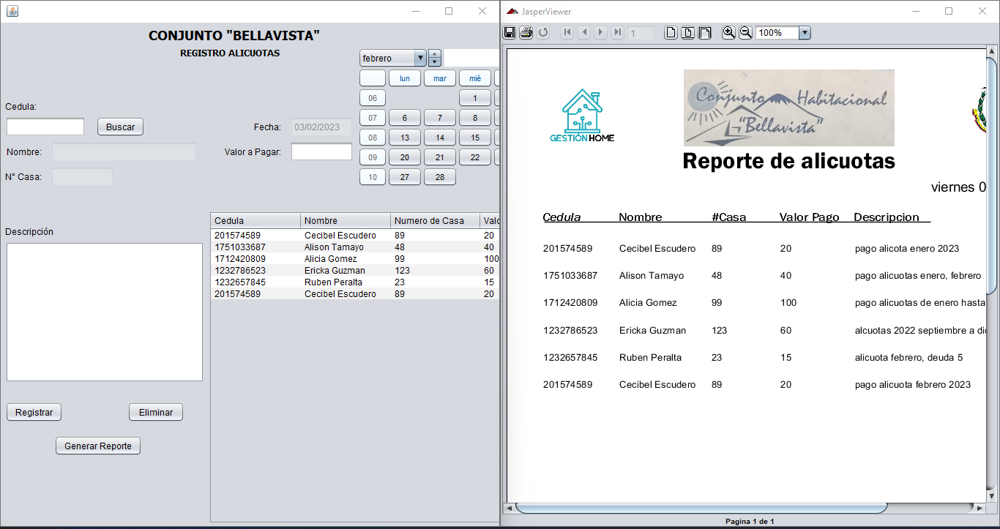 CONJUNTO "BELLAVISTA"
REGISTRO ALICUOTAS
febrero
lun mar mié
06 1
07 6 7 8
08 13 14 15
09 20 21 22
10 27 28
Cedula:
Buscar
Fecha: 03/02/2023
Nombre:
Valor a Pagar:
N° Casa:
Descripción
Cedula Nombre Numero de Casa Valo
201574589 Cecibel Escudero 89 20
1751033687 Alison Tamayo 48 40
1712420809 Alicia Gomez 99 100
1232786523 Ericka Guzman 123 60
1232657845 Ruben Peralta 23 15
201574589 Cecibel Escudero 89 20
Registrar Eliminar
Generar Reporte
JasperViewer
1 100%
GESTIÓN HOME
Conjunto Habitacional
"Bellavista"
Reporte de alicuotas
viernes 0
Cedula Nombre #Casa Valor Pago Descripcion
201574589 Cecibel Escudero 89 20 pago alicota enero 2023
1751033687 Alison Tamayo 48 40 pago alicuotas enero, febrero
1712420809 Alicia Gomez 99 100 pago alicuotas de enero hasta
1232786523 Ericka Guzman 123 60 alcuotas 2022 septiembre a di
1232657845 Ruben Peralta 23 15 alicuota febrero, deuda 5
201574589 Cecibel Escudero 89 20 pago alicuota febrero 2023
Pagina 1 de 1